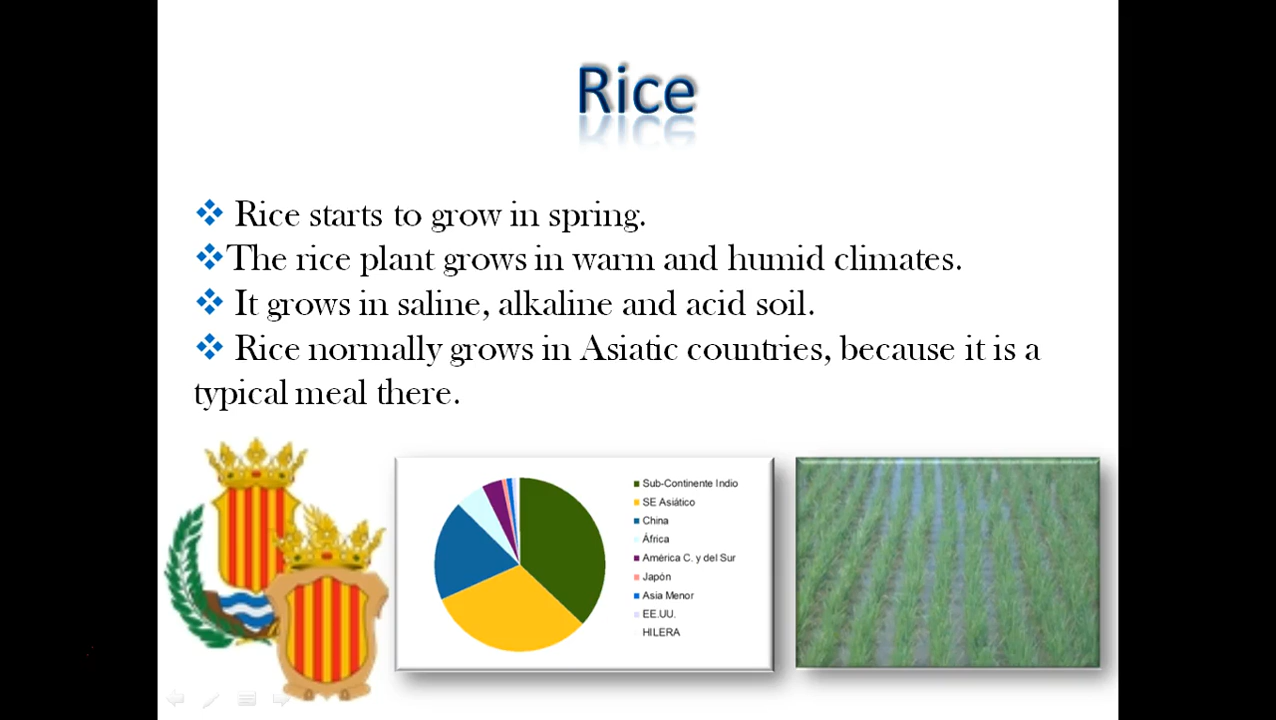 Rice
Rice starts to grow in spring.
The rice plant grows in warm and humid climates.
It grows in saline, alkaline and acid soil.
Rice normally grows in Asiatic countries, because it is a
typical meal there.
Sub-Continente Indio
SE Asiático
China
África
América C. y del Sur
Japón
Asia Menor
EE.UU.
HILERA